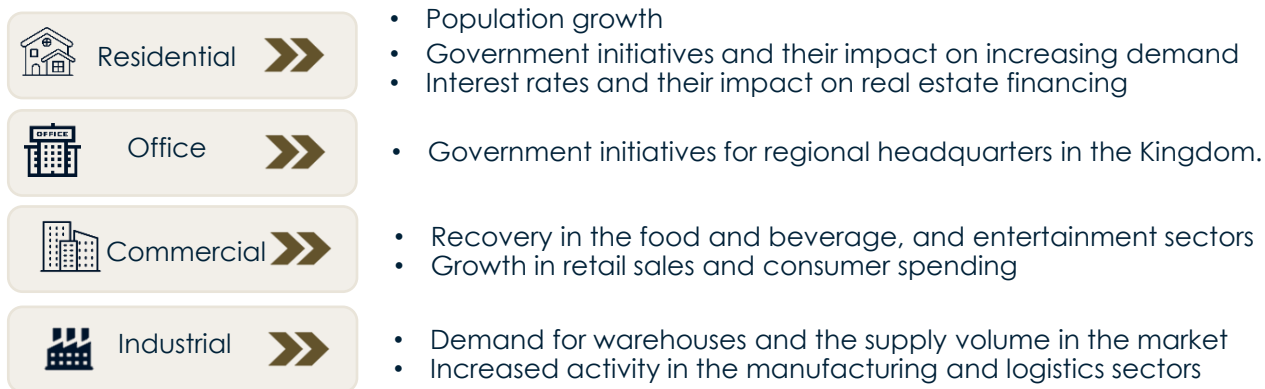 Residential
• Population growth
• Government initiatives and their impact on increasing demand
• Interest rates and their impact on real estate financing
OFFICE
Office
• Government initiatives for regional headquarters in the Kingdom.
Commercial
• Recovery in the food and beverage, and entertainment sectors
• Growth in retail sales and consumer spending
Industrial
• Demand for warehouses and the supply volume in the market
• Increased activity in the manufacturing and logistics sectors